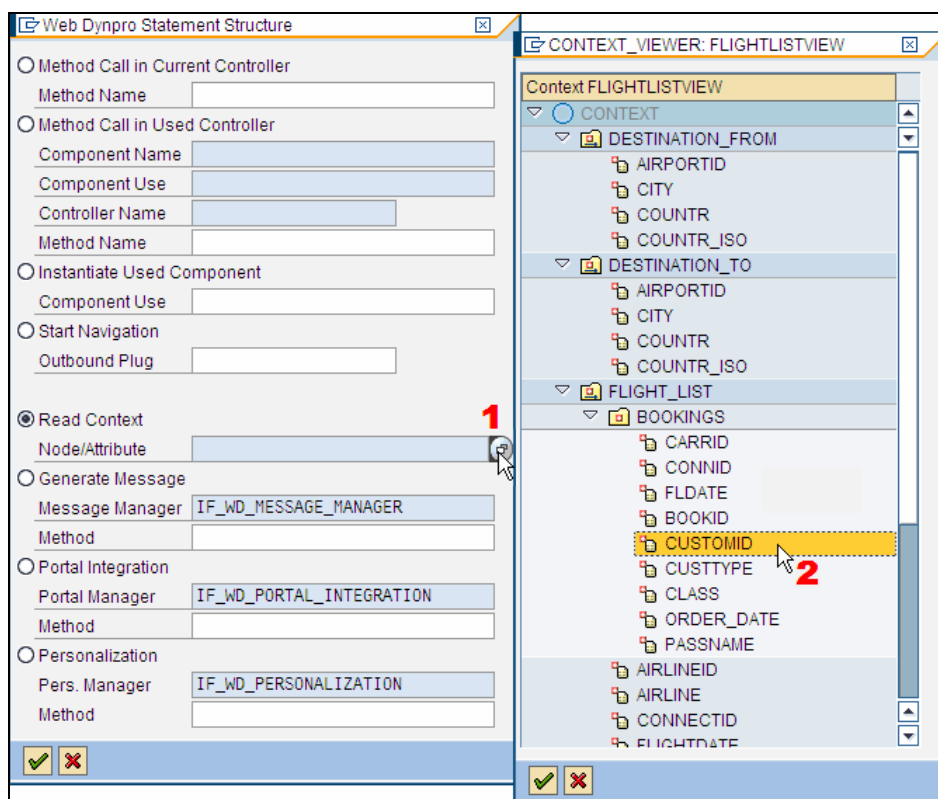 Web Dynpro Statement Structure
Method Call in Current Controller
Method Name
Method Call in Used Controller
Component Name
Component Use
Controller Name
Method Name
Instantiate Used Component
Component Use
Start Navigation
Outbound Plug
Read Context
1
Node/Attribute
Generate Message
Message Manager IF_WD_MESSAGE_MANAGER
Method
Portal Integration
Portal Manager IF_WD_PORTAL_INTEGRATION
Method
Personalization
Pers. Manager IF_WD_PERSONALIZATION
Method
CONTEXT_VIEWER: FLIGHTLISTVIEW
Context FLIGHTLISTVIEW
CONTEXT
DESTINATION_FROM
AIRPORTID
CITY
COUNTR
COUNTR_ISO
DESTINATION_TO
AIRPORTID
CITY
COUNTR
COUNTR_ISO
FLIGHT_LIST
BOOKINGS
CARRID
CONNID
FLDATE
BOOKID
CUSTOMID
2
CUSTTYPE
CLASS
ORDER_DATE
PASSNAME
AIRLINEID
AIRLINE
CONNECTID
FLIGHTDATE